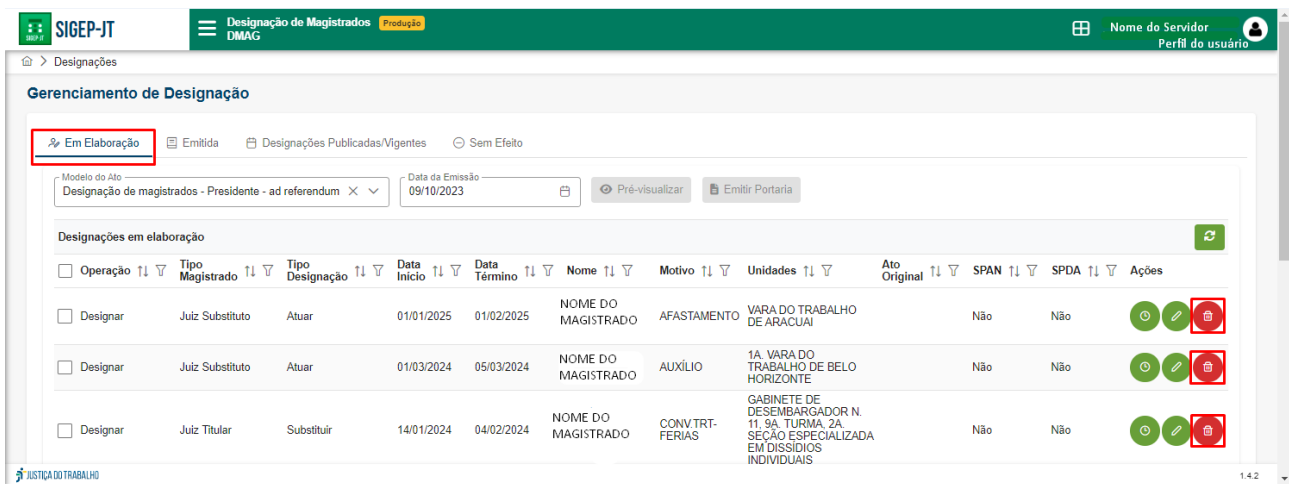 SIGEP-JT
SIGEP-JT
Designação de Magistrados Produção
DMAG
Nome do Servidor
Perfil do usuário
> Designações
Gerenciamento de Designação
Em Elaboração Emitida Designações Publicadas/Vigentes Sem Efeito
Modelo do Ato Data da Emissão
Designação de magistrados - Presidente - ad referendum 09/10/2023 Pré-visualizar Emitir Portaria
Designações em elaboração
Operação Tipo Magistrado Tipo Designação Data Início Data Término Nome Motivo Unidades Ato Original SPAN SPDA Ações
Designar Juiz Substituto Atuar 01/01/2025 01/02/2025 NOME DO MAGISTRADO AFASTAMENTO VARA DO TRABALHO DE ARACUAI Não Não
Designar Juiz Substituto Atuar 01/03/2024 05/03/2024 NOME DO MAGISTRADO AUXÍLIO 1A. VARA DO TRABALHO DE BELO HORIZONTE Não Não
Designar Juiz Titular Substituir 14/01/2024 04/02/2024 NOME DO MAGISTRADO CONV.TRT-FERIAS GABINETE DE DESEMBARGADOR N. 11, 9A. TURMA, 2A. SEÇÃO ESPECIALIZADA EM DISSÍDIOS INDIVIDUAIS Não Não
JUSTIÇA DO TRABALHO 1.4.2